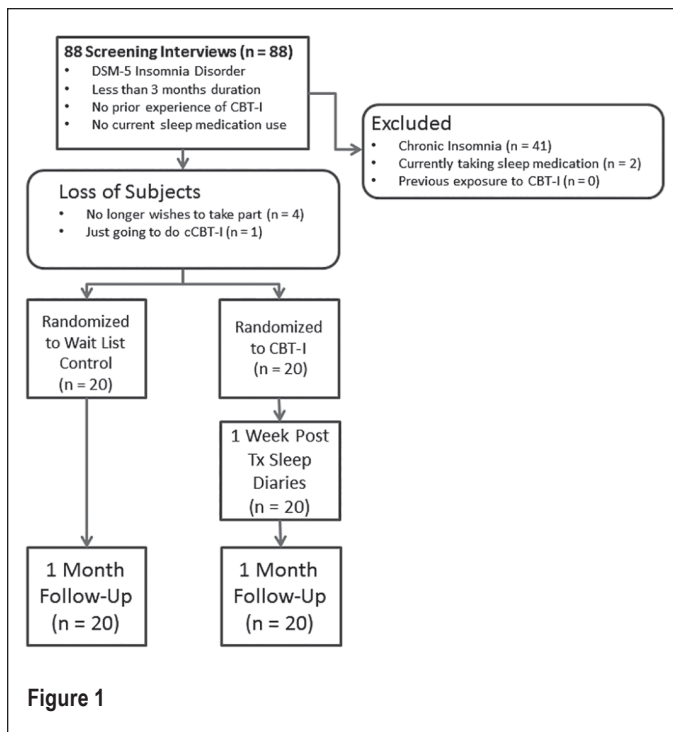 88 Screening Interviews (n = 88)
• DSM-5 Insomnia Disorder
• Less than 3 months duration
• No prior experience of CBT-I
• No current sleep medication use
Excluded
• Chronic Insomnia (n = 41)
• Currently taking sleep medication (n = 2)
• Previous exposure to CBT-I (n = 0)
Loss of Subjects
• No longer wishes to take part (n = 4)
• Just going to do cCBT-I (n = 1)
Randomized
to Wait List
Control
(n = 20)
Randomized
to CBT-I
(n = 20)
1 Week Post
Tx Sleep
Diaries
(n = 20)
1 Month
Follow-Up
(n = 20)
1 Month
Follow-Up
(n = 20)
Figure 1